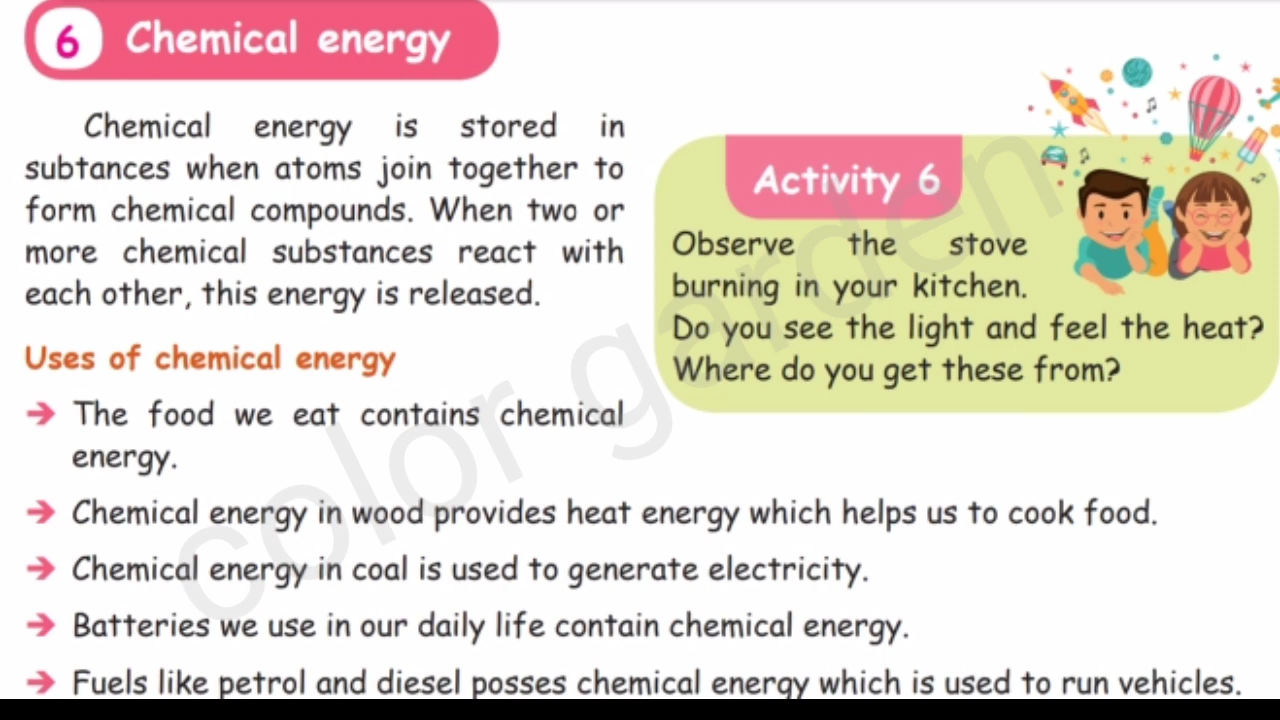 6 Chemical energy
Chemical energy is stored in
subtances when atoms join together to
form chemical compounds. When two or
more chemical substances react with
each other, this energy is released.
Uses of chemical energy
➔ The food we eat contains chemical
energy.
➔ Chemical energy in wood provides heat energy which helps us to cook food.
➔ Chemical energy in coal is used to generate electricity.
➔ Batteries we use in our daily life contain chemical energy.
➔ Fuels like petrol and diesel posses chemical energy which is used to run vehicles.
Activity 6
Observe the stove
burning in your kitchen.
Do you see the light and feel the heat?
Where do you get these from?
color garden